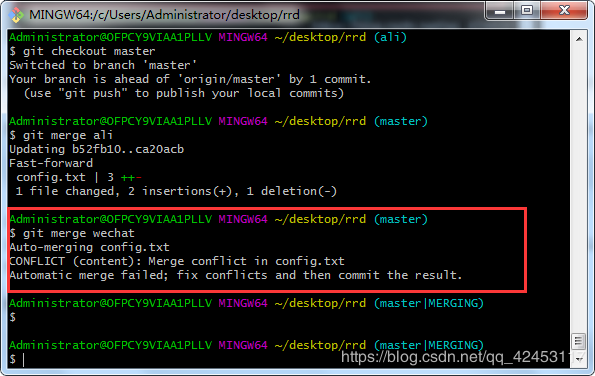 MINGW64:/c/Users/Administrator/desktop/rrd
Administrator@OFPCY9VIAA1PLLV MINGW64 ~/desktop/rrd (ali)
$ git checkout master
Switched to branch 'master'
Your branch is ahead of 'origin/master' by 1 commit.
  (use "git push" to publish your local commits)
Administrator@OFPCY9VIAA1PLLV MINGW64 ~/desktop/rrd (master)
$ git merge ali
Updating b52fb10..ca20acb
Fast-forward
 config.txt | 3 ++-
 1 file changed, 2 insertions(+), 1 deletion(-)
Administrator@OFPCY9VIAA1PLLV MINGW64 ~/desktop/rrd (master)
$ git merge wechat
Auto-merging config.txt
CONFLICT (content): Merge conflict in config.txt
Automatic merge failed; fix conflicts and then commit the result.
Administrator@OFPCY9VIAA1PLLV MINGW64 ~/desktop/rrd (master|MERGING)
$
Administrator@OFPCY9VIAA1PLLV MINGW64 ~/desktop/rrd (master|MERGING)
$